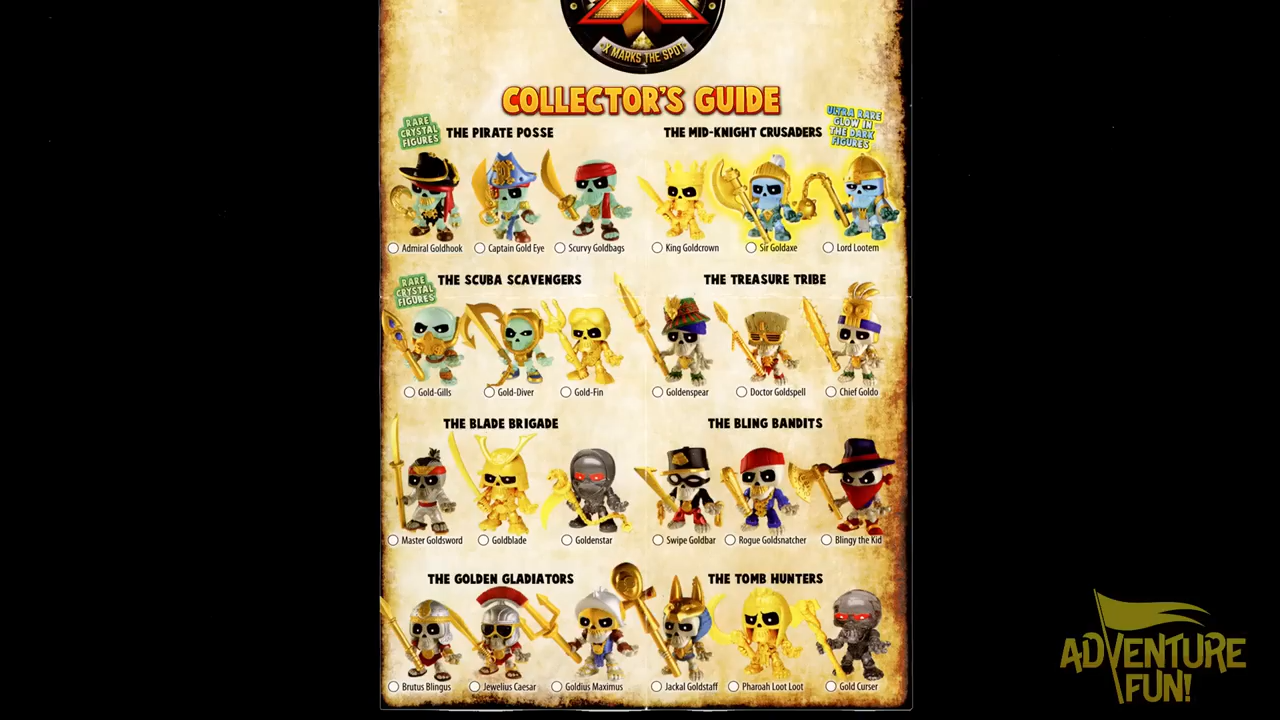 X MARKS THE SPOT
COLLECTOR'S GUIDE
RARE
CRYSTAL
FIGURES
THE PIRATE POSSE
THE MID-KNIGHT CRUSADERS
ULTRA RARE
GLOW IN
THE DARK
FIGURES
Admiral Goldhook
Captain Gold Eye
Scurvy Goldbags
King Goldcrown
Sir Goldaxe
Lord Lootem
RARE
CRYSTAL
FIGURES
THE SCUBA SCAVENGERS
THE TREASURE TRIBE
Gold-Gills
Gold-Diver
Gold-Fin
Goldenspear
Doctor Goldspell
Chief Goldo
THE BLADE BRIGADE
THE BLING BANDITS
Master Goldsword
Goldblade
Goldenstar
Swipe Goldbar
Rogue Goldsnatcher
Blingy the Kid
THE GOLDEN GLADIATORS
THE TOMB HUNTERS
Brutus Blingus
Jewelius Caesar
Goldius Maximus
Jackal Goldstaff
Pharoah Loot Loot
Gold Curser
ADVENTURE
FUN!